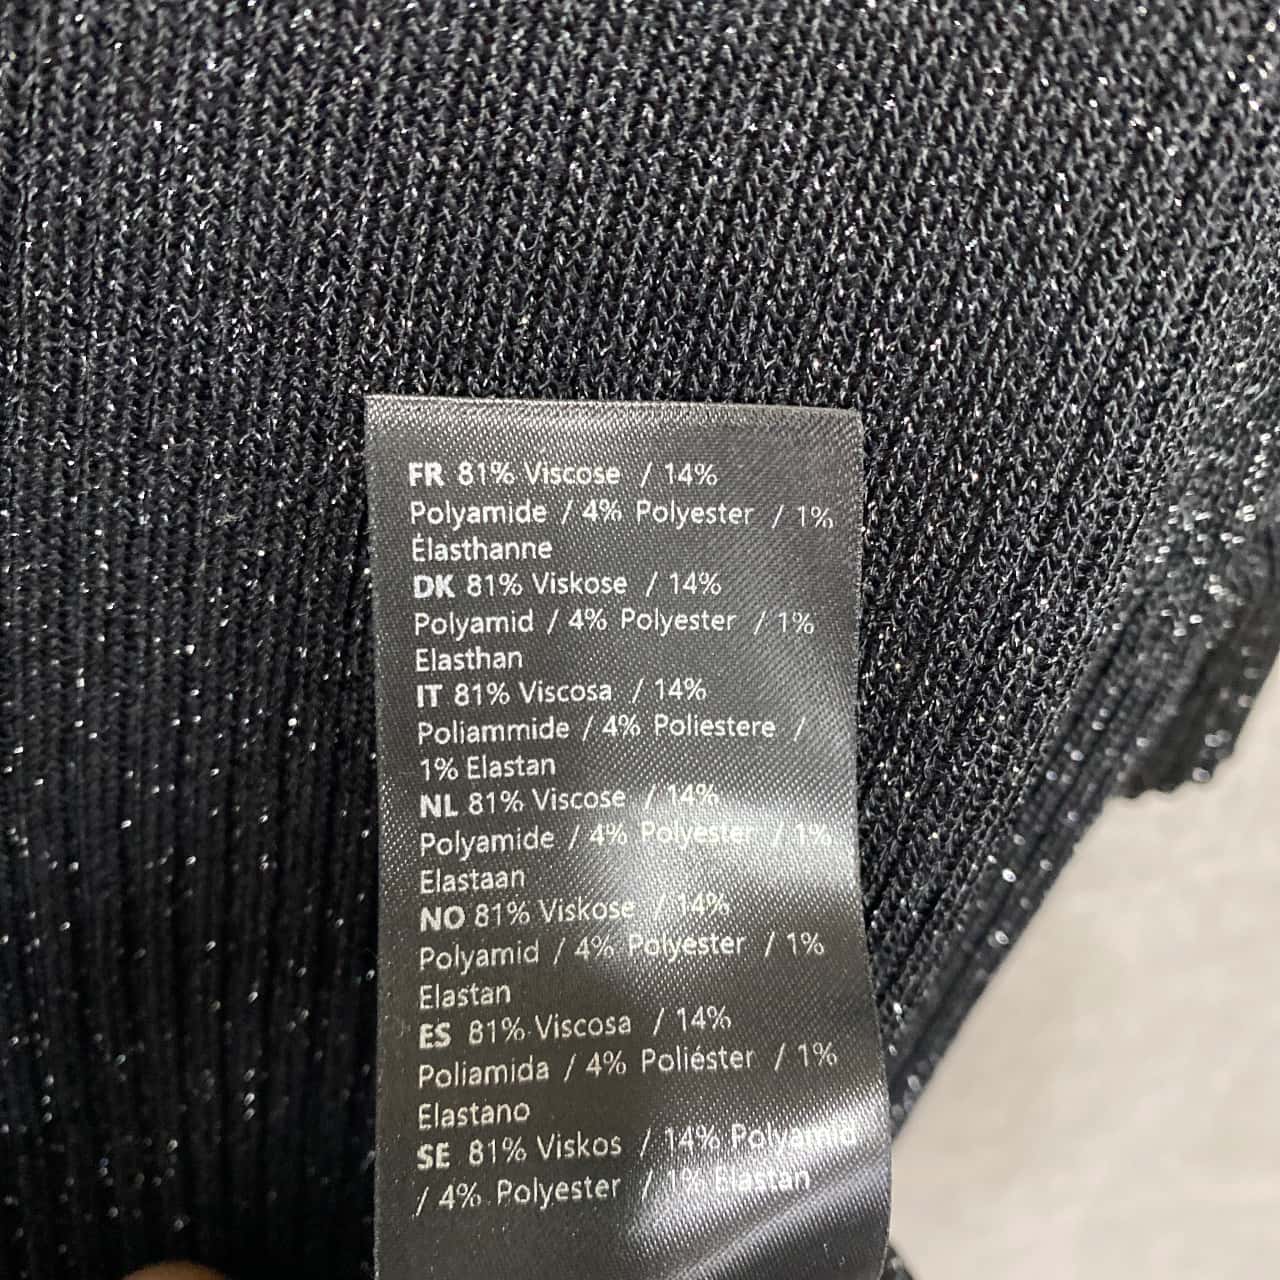 FR 81% Viscose / 14%
Polyamide / 4% Polyester / 1%
Élasthanne
DK 81% Viskose / 14%
Polyamid / 4% Polyester / 1%
Elasthan
IT 81% Viscosa / 14%
Poliammide / 4% Poliestere /
1% Elastan
NL 81% Viscose / 14%
Polyamide / 4% Polyester / 1%
Elastaan
NO 81% Viskose / 14%
Polyamid / 4% Polyester / 1%
Elastan
ES 81% Viscosa / 14%
Poliamida / 4% Poliéster / 1%
Elastano
SE 81% Viskos / 14% Polyamid
/ 4% Polyester / 1% Elastan